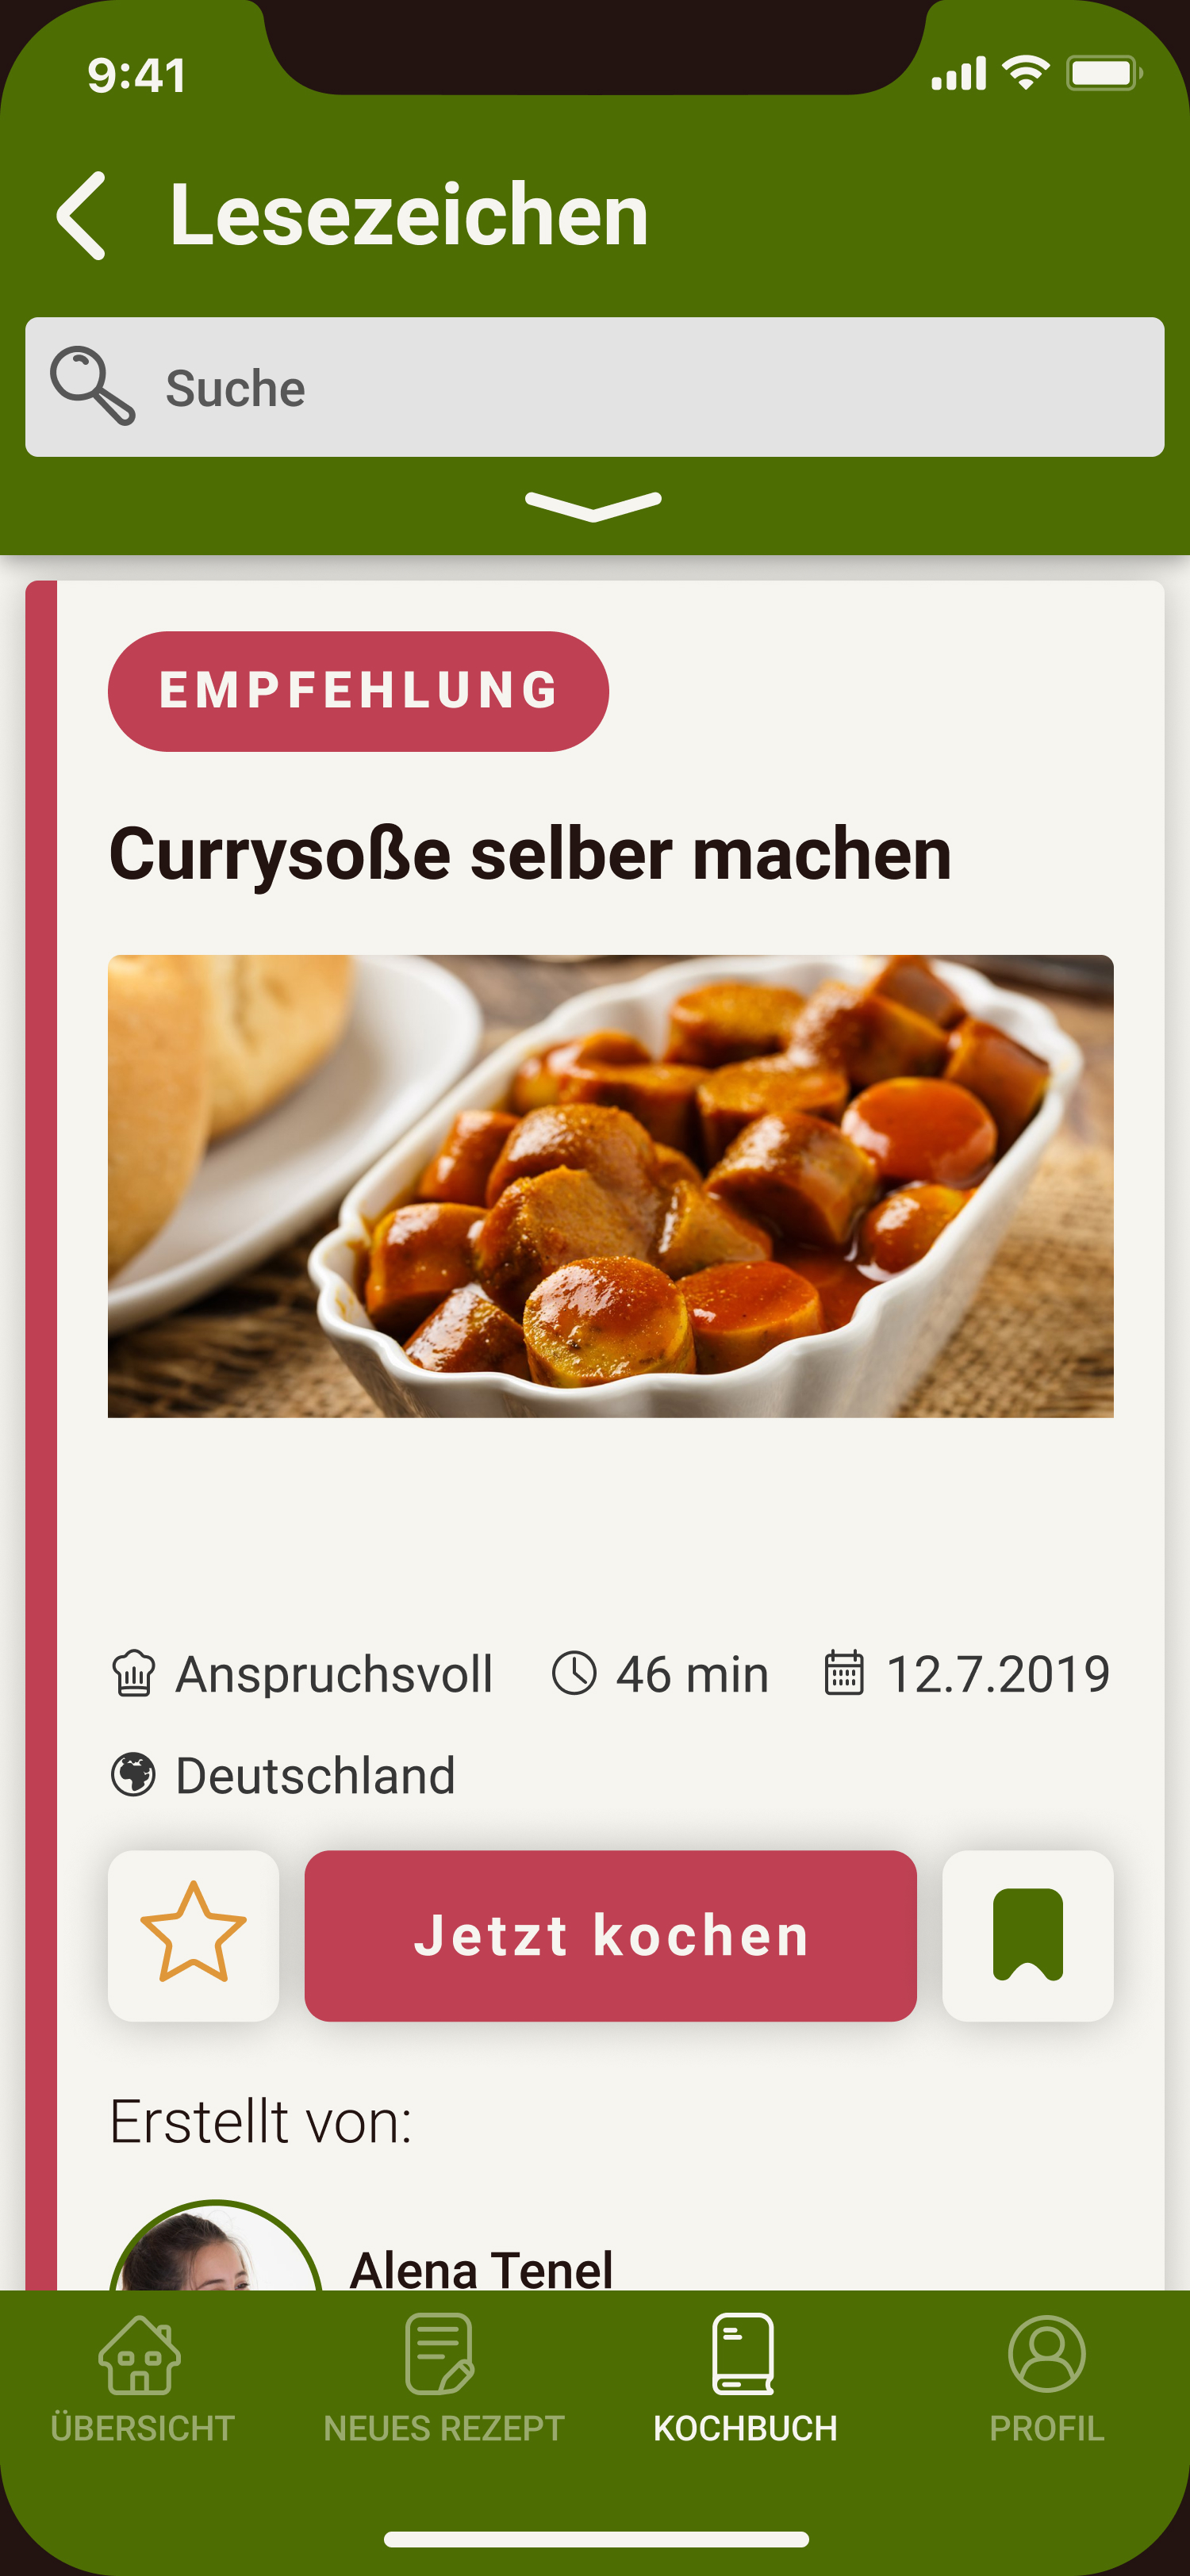 9:41
Lesezeichen
Suche
EMPFEHLUNG
Currysoße selber machen
Anspruchsvoll 46 min 12.7.2019
Deutschland
Jetzt kochen
Erstellt von:
Alena Tenel
ÜBERSICHT NEUES REZEPT KOCHBUCH PROFIL